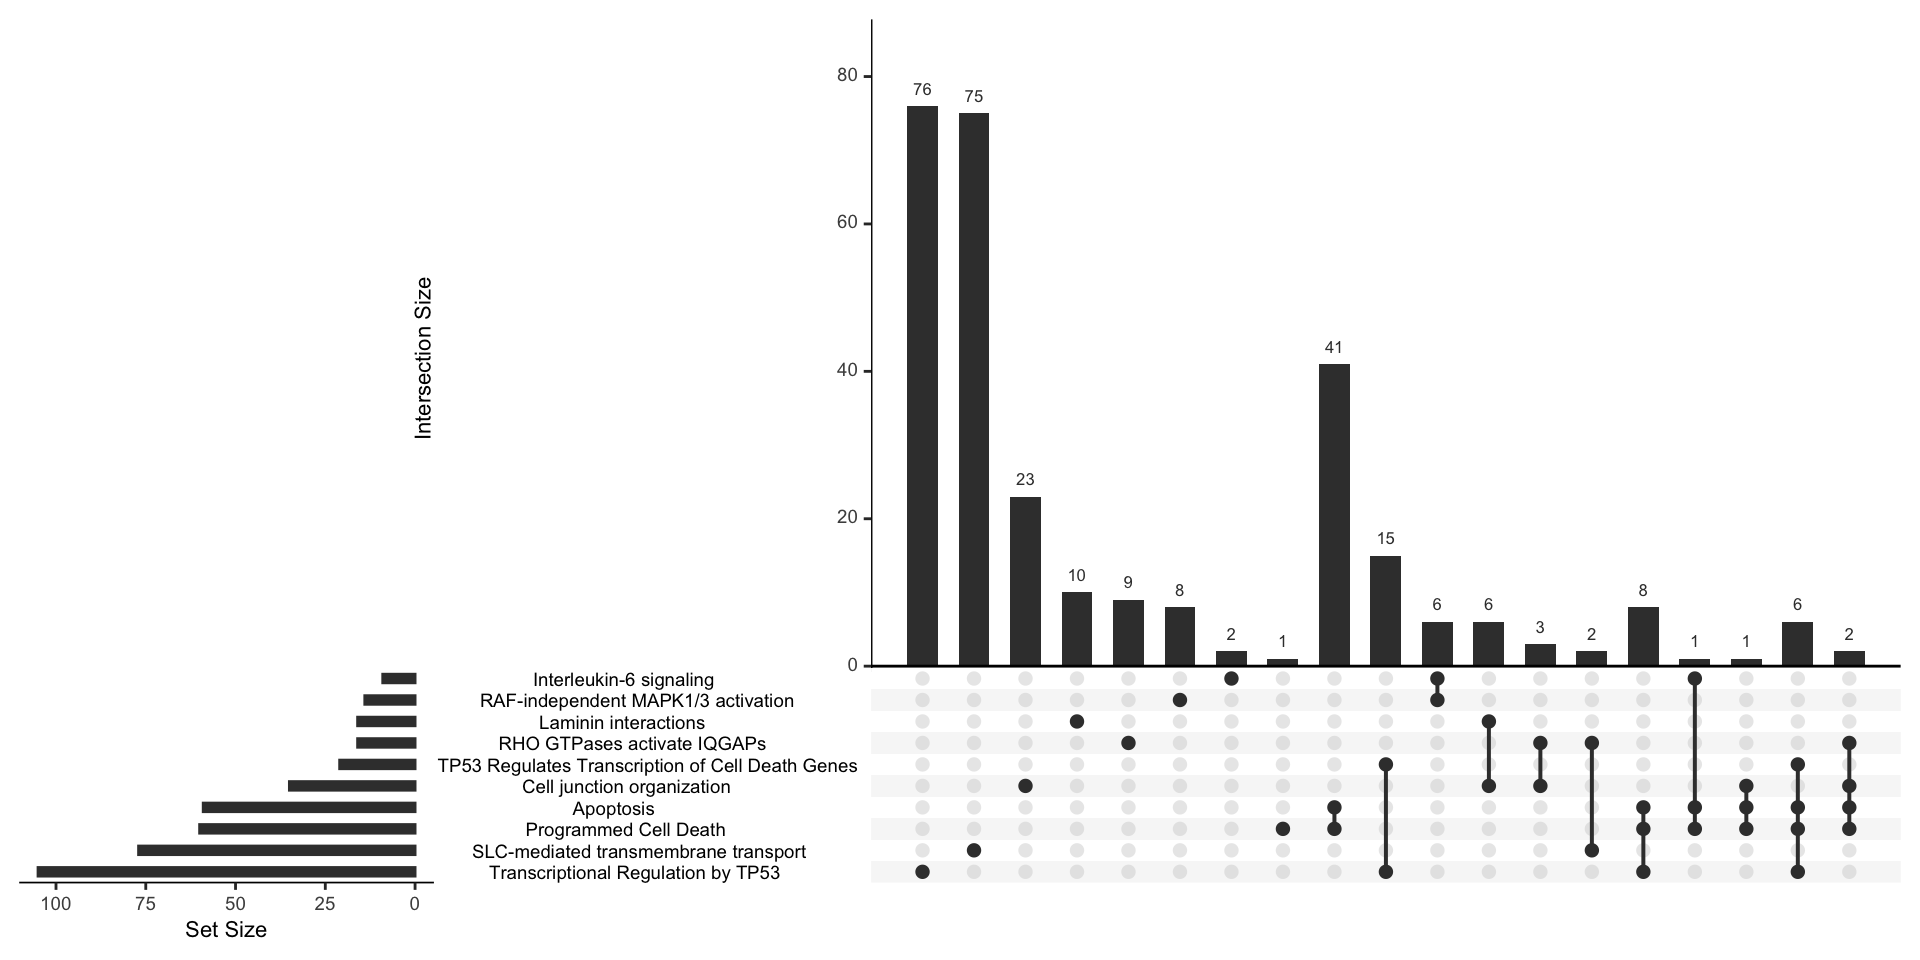 80
60
40
20
0
Intersection Size
76
75
23
10
9
8
2
1
41
15
6
6
3
2
8
1
1
6
2
Interleukin-6 signaling
RAF-independent MAPK1/3 activation
Laminin interactions
RHO GTPases activate IQGAPs
TP53 Regulates Transcription of Cell Death Genes
Cell junction organization
Apoptosis
Programmed Cell Death
SLC-mediated transmembrane transport
Transcriptional Regulation by TP53
100 75 50 25 0
Set Size